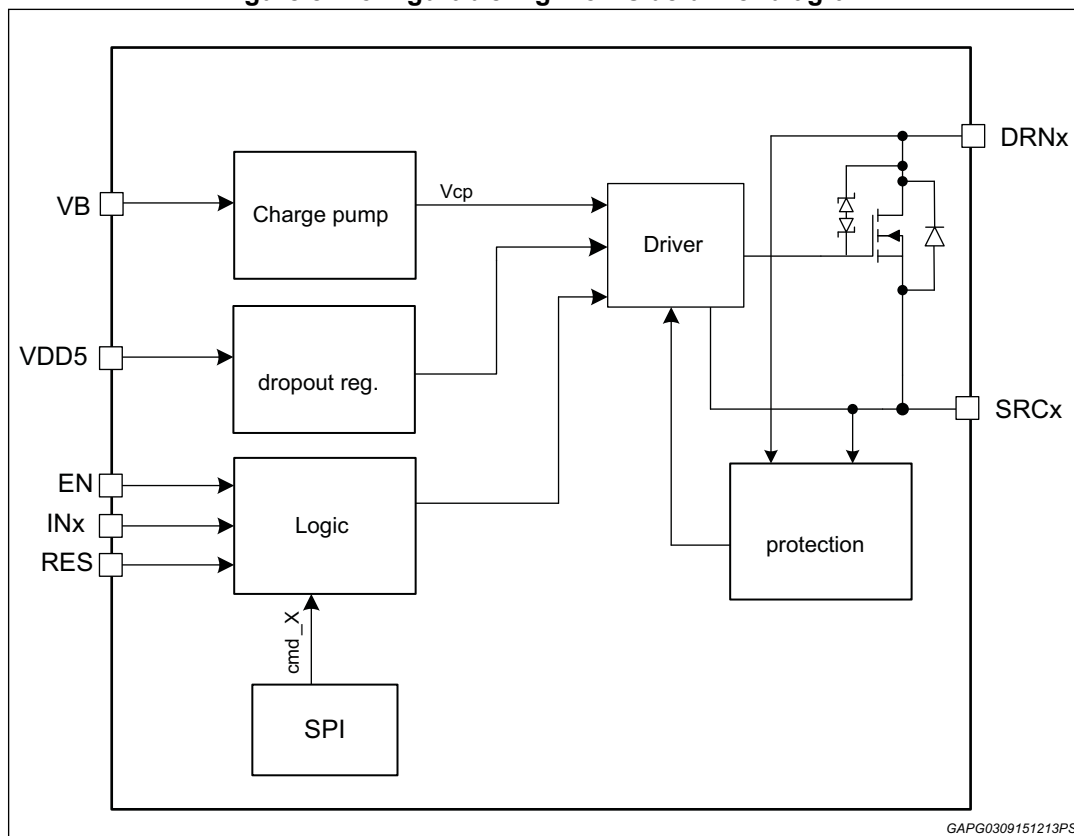 DRNx
VB
Charge pump
Vcp
Driver
VDD5
dropout reg.
SRCx
EN
INx
RES
Logic
protection
cmd_X
SPI
GAPG0309151213PS